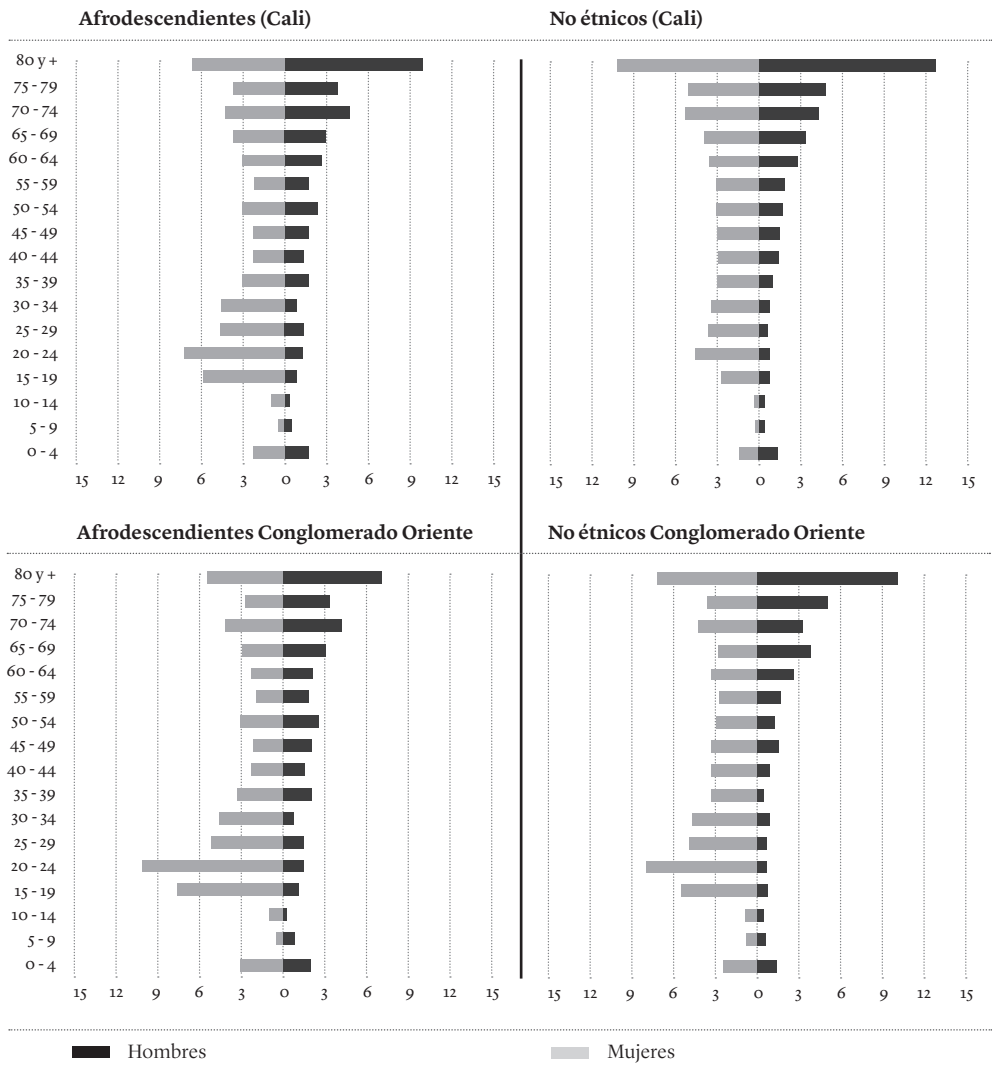 Afrodescendientes (Cali)
No étnicos (Cali)
80 y +
75 - 79
70 - 74
65 - 69
60 - 64
55 - 59
50 - 54
45 - 49
40 - 44
35 - 39
30 - 34
25 - 29
20 - 24
15 - 19
10 - 14
5 - 9
0 - 4
15 12 9 6 3 0 3 6 9 12 15
15 12 9 6 3 0 3 6 9 12 15
Afrodescendientes Conglomerado Oriente
No étnicos Conglomerado Oriente
80 y +
75 - 79
70 - 74
65 - 69
60 - 64
55 - 59
50 - 54
45 - 49
40 - 44
35 - 39
30 - 34
25 - 29
20 - 24
15 - 19
10 - 14
5 - 9
0 - 4
15 12 9 6 3 0 3 6 9 12 15
15 12 9 6 3 0 3 6 9 12 15
Hombres
Mujeres